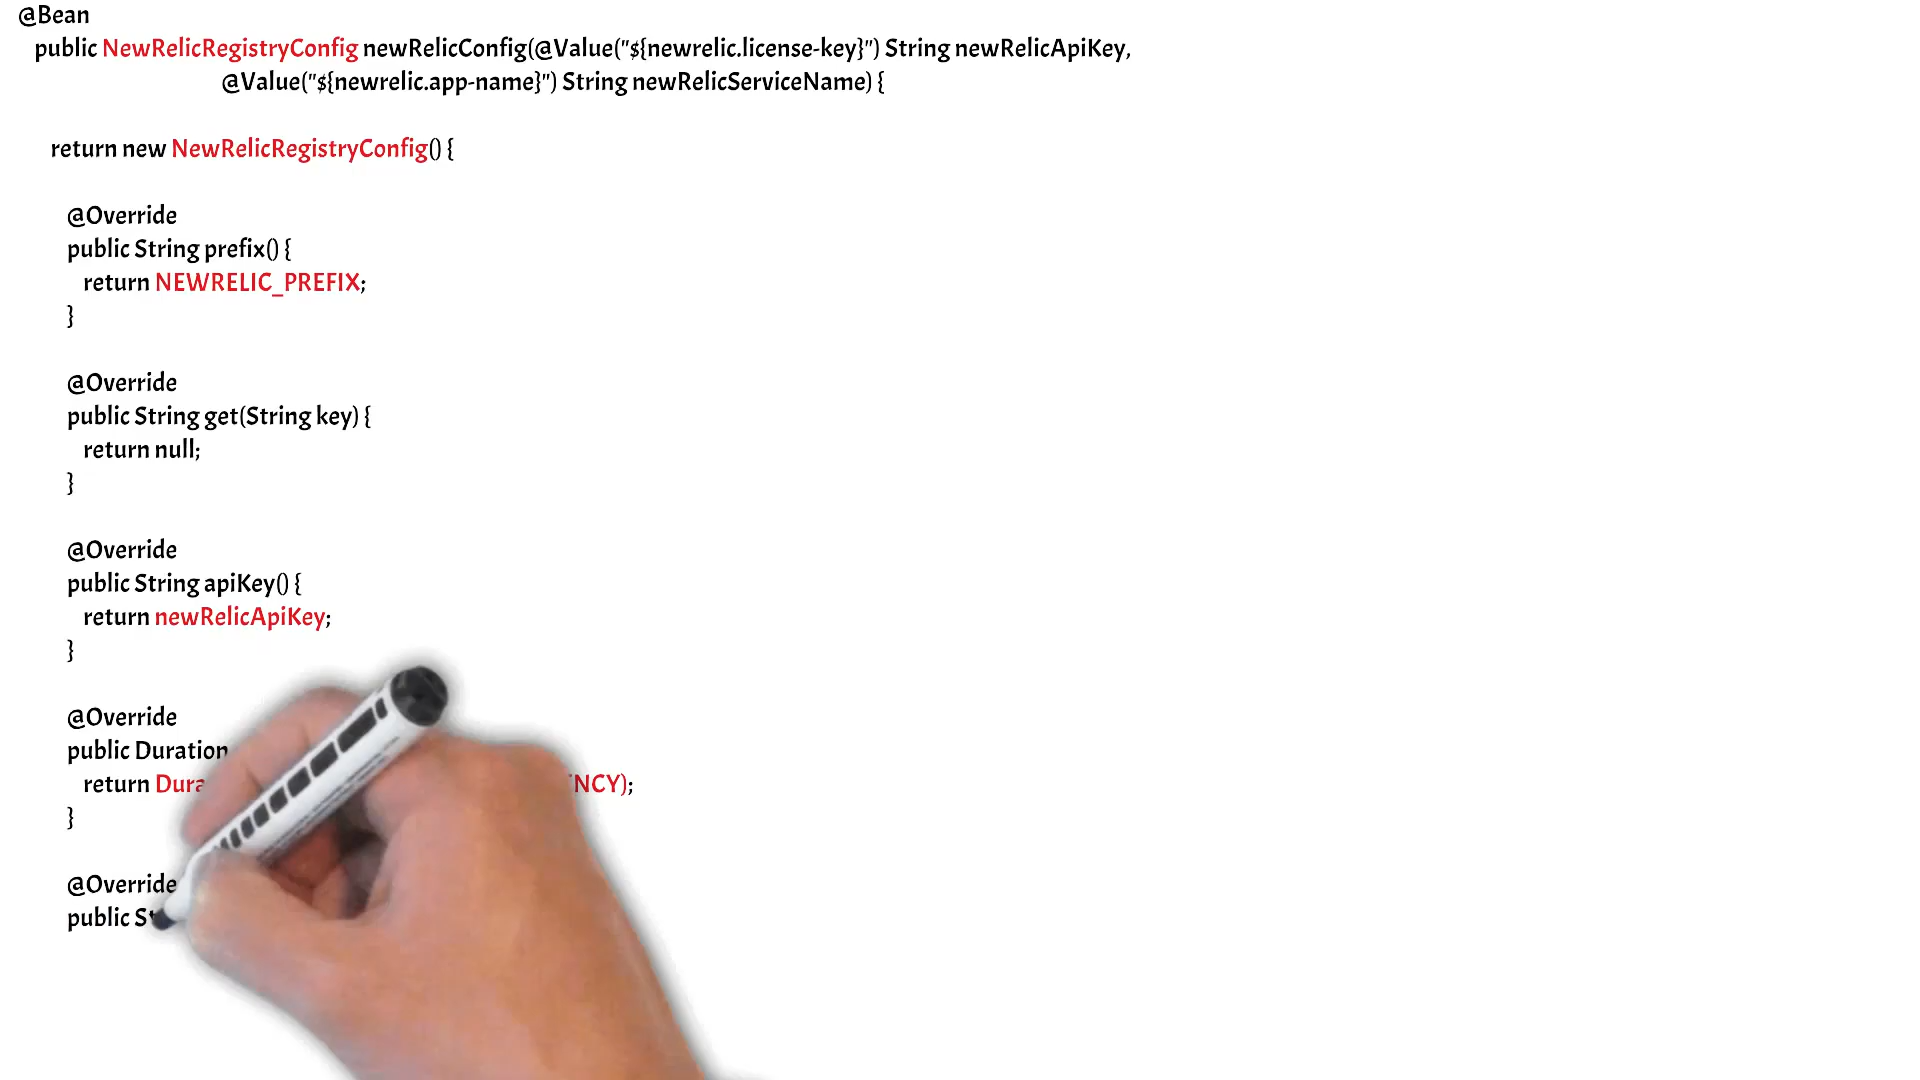 @Bean
public NewRelicRegistryConfig newRelicConfig(@Value("${newrelic.license-key}") String newRelicApiKey,
@Value("${newrelic.app-name}") String newRelicServiceName) {
return new NewRelicRegistryConfig() {
@Override
public String prefix() {
return NEWRELIC_PREFIX;
}
@Override
public String get(String key) {
return null;
}
@Override
public String apiKey() {
return newRelicApiKey;
}
@Override
public Duration
return NCY);
}
@Override
public